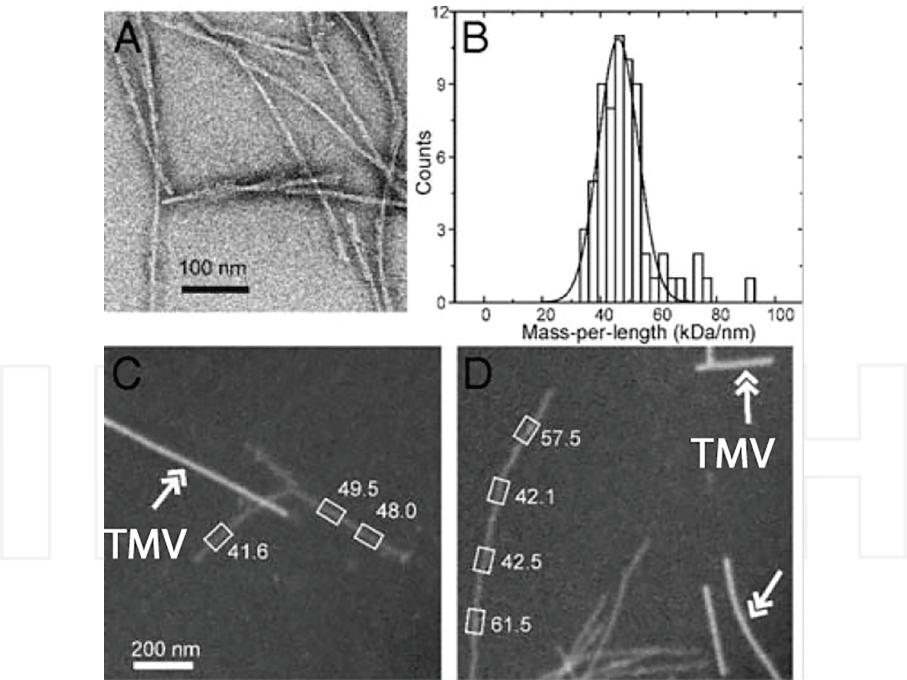 A
100 nm
B
12
9
6
3
0
Counts
0 20 40 60 80 100
Mass-per-length (kDa/nm)
C
TMV
49.5
48.0
41.6
200 nm
D
TMV
57.5
42.1
42.5
61.5